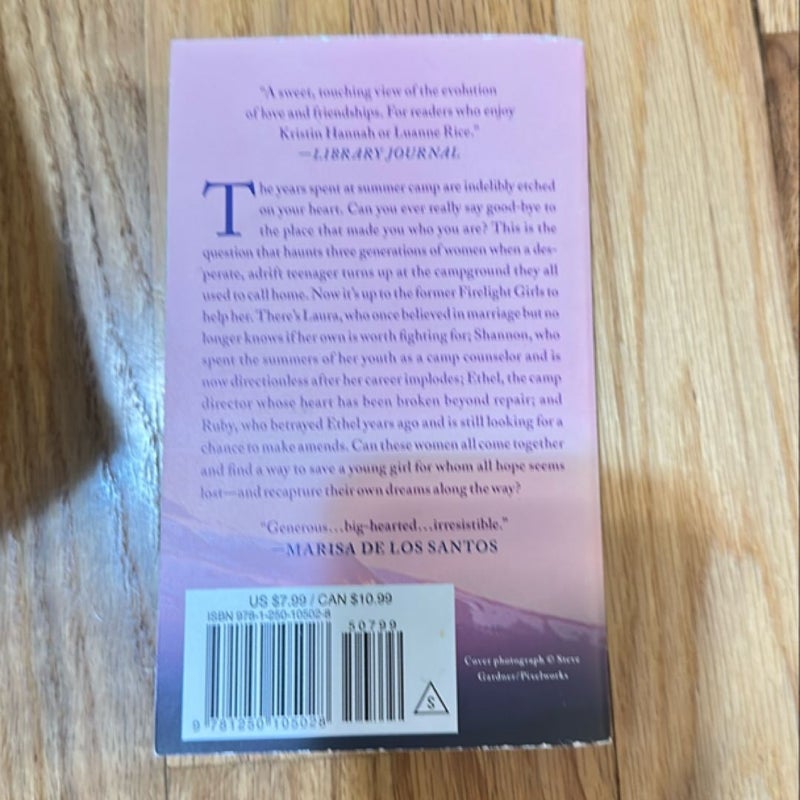 "A sweet, touching view of the evolution
of love and friendships. For readers who enjoy
Kristin Hannah or Luanne Rice."
—LIBRARY JOURNAL
The years spent at summer camp are indelibly etched
on your heart. Can you ever really say good-bye to
the place that made you who you are? This is the
question that haunts three generations of women when a des-
perate, adrift teenager turns up at the campground they all
used to call home. Now it's up to the former Firelight Girls to
help her. There's Laura, who once believed in marriage but no
longer knows if her own is worth fighting for; Shannon, who
spent the summers of her youth as a camp counselor and is
now directionless after her career implodes; Ethel, the camp
director whose heart has been broken beyond repair; and
Ruby, who betrayed Ethel years ago and is still looking for a
chance to make amends. Can these women all come together
and find a way to save a young girl for whom all hope seems
lost—and recapture their own dreams along the way?
"Generous...big-hearted...irresistible."
—MARISA DE LOS SANTOS
US $7.99 / CAN $10.99
ISBN 978-1-250-10502-8
50799
9 781250 105028
S
Cover photograph © Steve
Gardner/Pixelworks